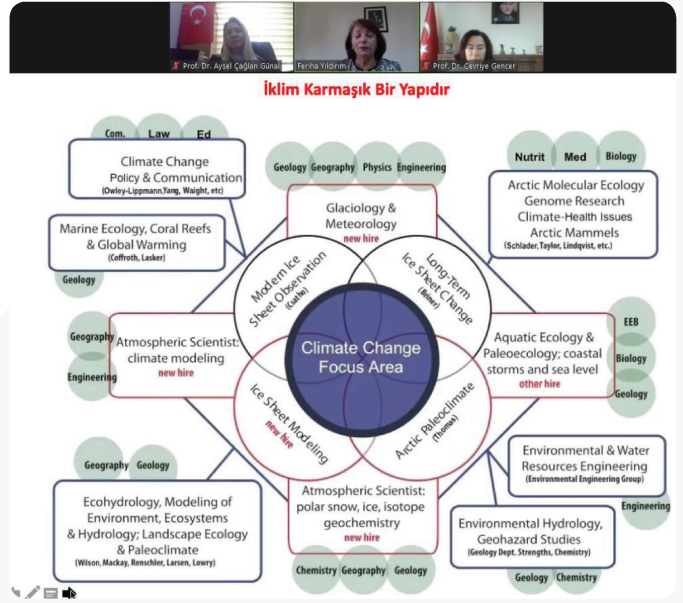 Prof. Dr. Aysel Çağlan Günal
Feriha Yıldırım
Prof. Dr. Cevriye Gencer
İklim Karmaşık Bir Yapıdır
Com.
Law
Ed
Climate Change
Policy & Communication
(Owley-Lippmann,Yang, Waight, etc)
Geology
Geography
Physics
Engineering
Glaciology &
Meteorology
new hire
Nutrit
Med
Biology
Arctic Molecular Ecology
Genome Research
Climate-Health Issues
Arctic Mammels
(Schlader,Taylor, Lindqvist, etc.)
Marine Ecology, Coral Reefs
& Global Warming
(Coffroth, Lasker)
Geology
Modern Ice
Sheet Observation
(Csatho)
Long-Term
Ice Sheet Change
(Briner)
Geography
Engineering
Atmospheric Scientist:
climate modeling
new hire
Climate Change
Focus Area
Aquatic Ecology &
Paleoecology; coastal
storms and sea level
other hire
EEB
Biology
Geology
Ice Sheet Modeling
new hire
Arctic Paleoclimate
(Thomas)
Geography
Geology
Ecohydrology, Modeling of
Environment, Ecosystems
& Hydrology; Landscape Ecology
& Paleoclimate
(Wilson, Mackay, Renschler, Larsen, Lowry)
Atmospheric Scientist:
polar snow, ice, isotope
geochemistry
new hire
Chemistry
Geography
Geology
Environmental & Water
Resources Engineering
(Environmental Engineering Group)
Engineering
Environmental Hydrology,
Geohazard Studies
(Geology Dept. Strengths, Chemistry)
Geology
Chemistry